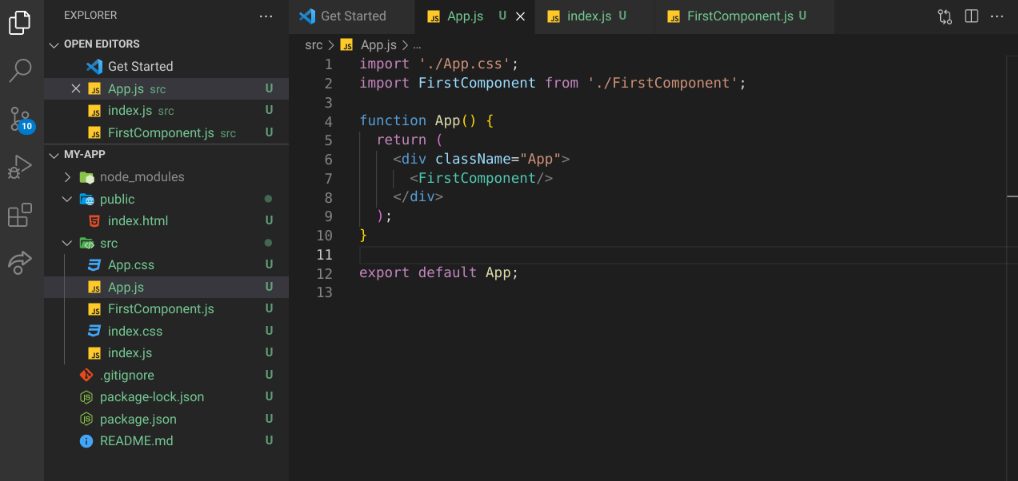 EXPLORER
OPEN EDITORS
Get Started
App.js src U
index.js src U
FirstComponent.js src U
10
MY-APP
node_modules
public
index.html U
src
App.css U
App.js U
FirstComponent.js U
index.css U
index.js U
.gitignore U
package-lock.json U
package.json U
README.md U
Get Started
App.js U
index.js U
FirstComponent.js U
src > App.js > ...
1 import './App.css';
2 import FirstComponent from './FirstComponent';
3
4 function App() {
5 return (
6 <div className="App">
7 <FirstComponent/>
8 </div>
9 );
10 }
11
12 export default App;
13